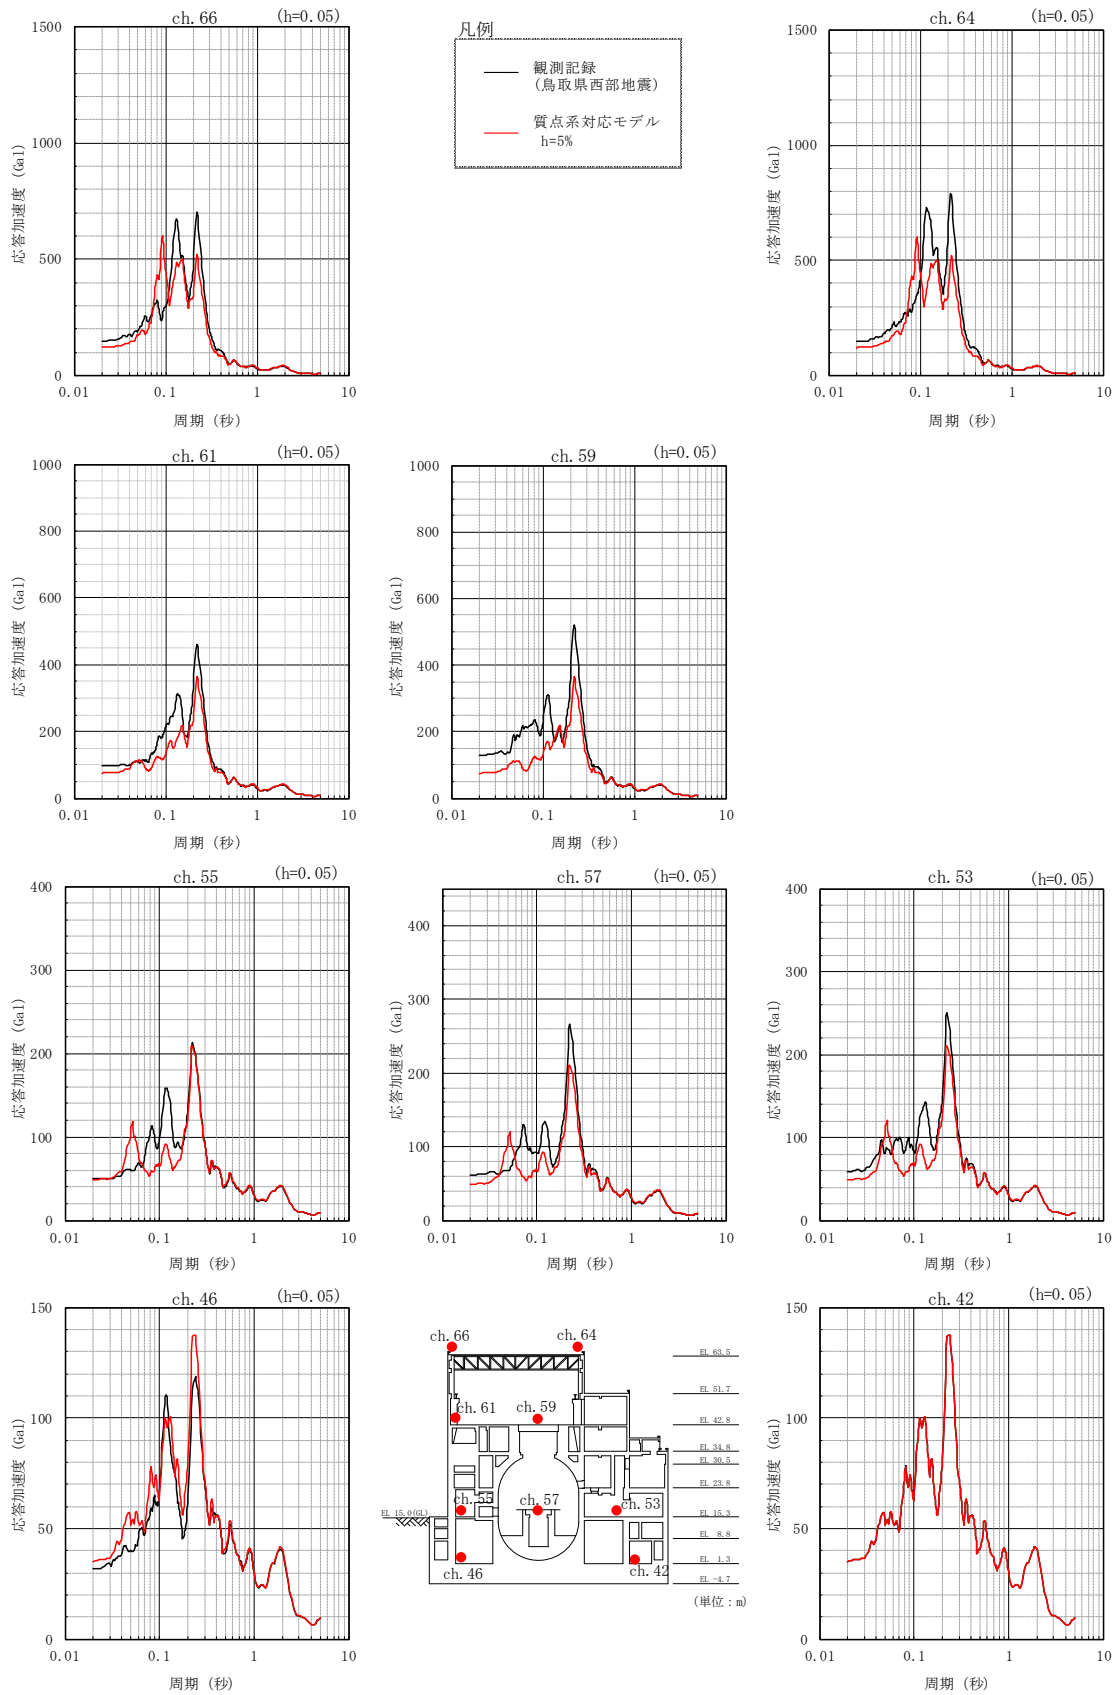 ch.66 (h=0.05)
1500
1000
500
0
0.01 0.1 1 10
応答加速度 (Gal)
周期 (秒)
凡例
観測記録
(鳥取県西部地震)
質点系対応モデル
h=5%
ch.64 (h=0.05)
1500
1000
500
0
0.01 0.1 1 10
応答加速度 (Gal)
周期 (秒)
ch.61 (h=0.05)
1000
800
600
400
200
0
0.01 0.1 1 10
応答加速度 (Gal)
周期 (秒)
ch.59 (h=0.05)
1000
800
600
400
200
0
0.01 0.1 1 10
応答加速度 (Gal)
周期 (秒)
ch.55 (h=0.05)
400
300
200
100
0
0.01 0.1 1 10
応答加速度 (Gal)
周期 (秒)
ch.57 (h=0.05)
400
300
200
100
0
0.01 0.1 1 10
応答加速度 (Gal)
周期 (秒)
ch.53 (h=0.05)
400
300
200
100
0
0.01 0.1 1 10
応答加速度 (Gal)
周期 (秒)
ch.46 (h=0.05)
150
100
50
0
0.01 0.1 1 10
応答加速度 (Gal)
周期 (秒)
ch.66 ch.64
ch.61 ch.59
ch.55 ch.57 ch.53
ch.46 ch.42
EL 15.0(GL)
EL 63.5
EL 51.7
EL 42.8
EL 34.8
EL 30.5
EL 23.8
EL 15.3
EL 8.8
EL 1.3
EL -4.7
(単位：m)
ch.42 (h=0.05)
150
100
50
0
0.01 0.1 1 10
応答加速度 (Gal)
周期 (秒)